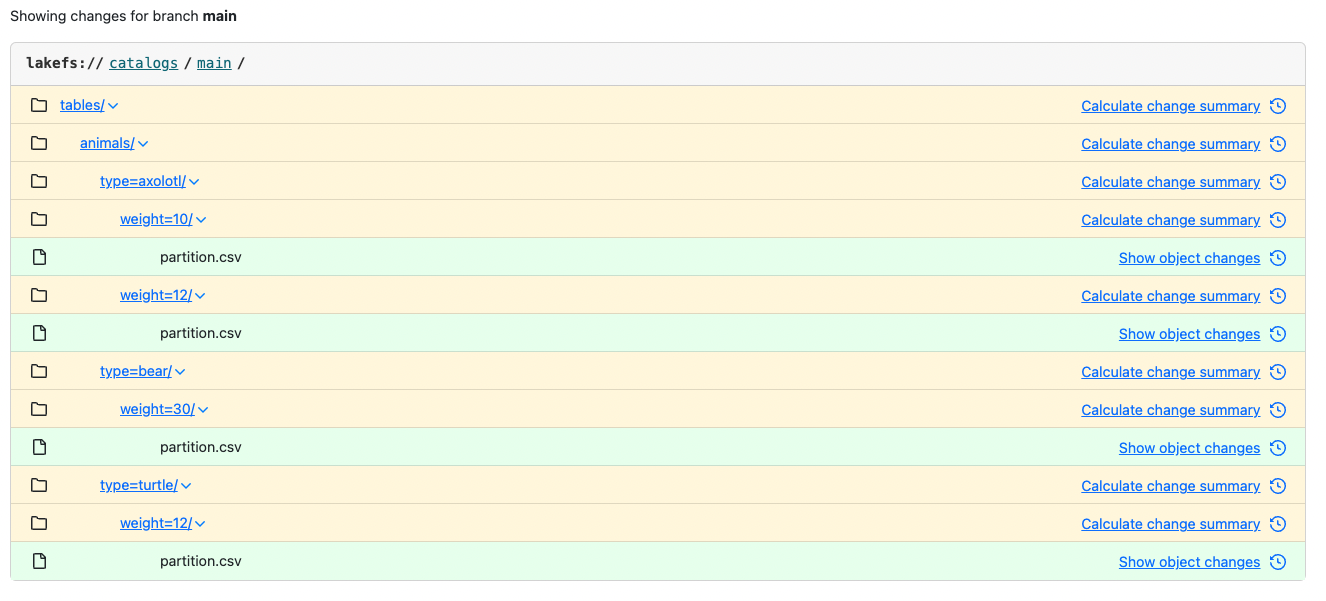 Showing changes for branch main
lakefs:// catalogs / main /
tables/ Calculate change summary
animals/ Calculate change summary
type=axolotl/ Calculate change summary
weight=10/ Calculate change summary
partition.csv Show object changes
weight=12/ Calculate change summary
partition.csv Show object changes
type=bear/ Calculate change summary
weight=30/ Calculate change summary
partition.csv Show object changes
type=turtle/ Calculate change summary
weight=12/ Calculate change summary
partition.csv Show object changes